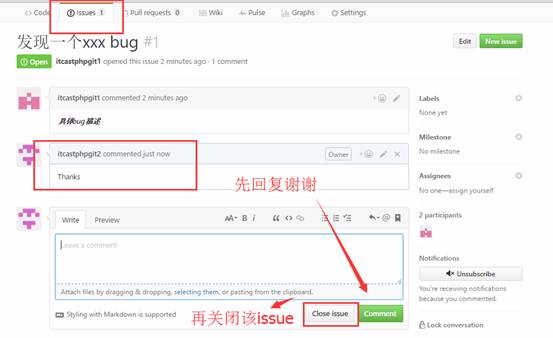 Code Issues 1 Pull requests 0 Wiki Pulse Graphs Settings
发现一个xxx bug #1
Edit New issue
Open itcastphpgit1 opened this issue 2 minutes ago · 1 comment
itcastphpgit1 commented 2 minutes ago
具体bug描述
Labels
None yet
itcastphpgit2 commented just now Owner
Thanks
Milestone
No milestone
Assignees
No one—assign yourself
先回复谢谢
Write Preview AA B i
Leave a comment
2 participants
Attach files by dragging & dropping, selecting them, or pasting from the clipboard.
Notifications
Unsubscribe
You're receiving notifications
because you commented.
Styling with Markdown is supported
再关闭该issue
Close issue Comment
Lock conversation